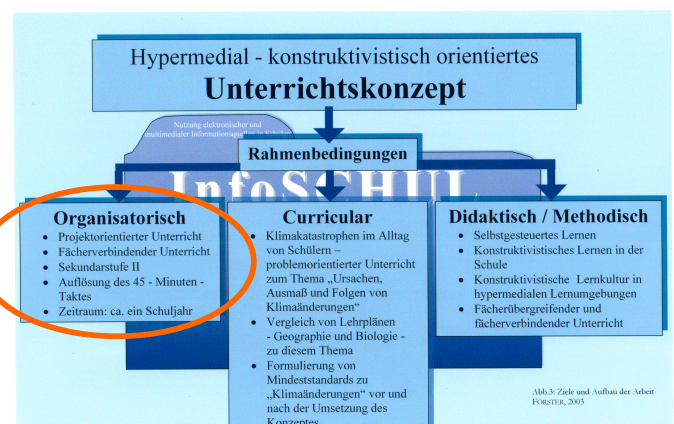 Hypermedial - konstruktivistisch orientiertes
Unterrichtskonzept
Nutzung elektronischer und
multimedialer Informationsquellen in Schulen
Rahmenbedingungen
InfoSCHUL
Organisatorisch
• Projektorientierter Unterricht
• Fächerverbindender Unterricht
• Sekundarstufe II
• Auflösung des 45 - Minuten -
Taktes
• Zeitraum: ca. ein Schuljahr
Curricular
• Klimakatastrophen im Alltag
von Schülern –
problemorientierter Unterricht
zum Thema „Ursachen,
Ausmaß und Folgen von
Klimaänderungen“
• Vergleich von Lehrplänen
- Geographie und Biologie -
zu diesem Thema
• Formulierung von
Mindeststandards zu
„Klimaänderungen“ vor und
nach der Umsetzung des
Konzeptes
Didaktisch / Methodisch
• Selbstgesteuertes Lernen
• Konstruktivistisches Lernen in der
Schule
• Konstruktivistische Lernkultur in
hypermedialen Lernumgebungen
• Fächerübergreifender und
fächerverbindender Unterricht
Abb.3: Ziele und Aufbau der Arbeit
FÖRSTER, 2003